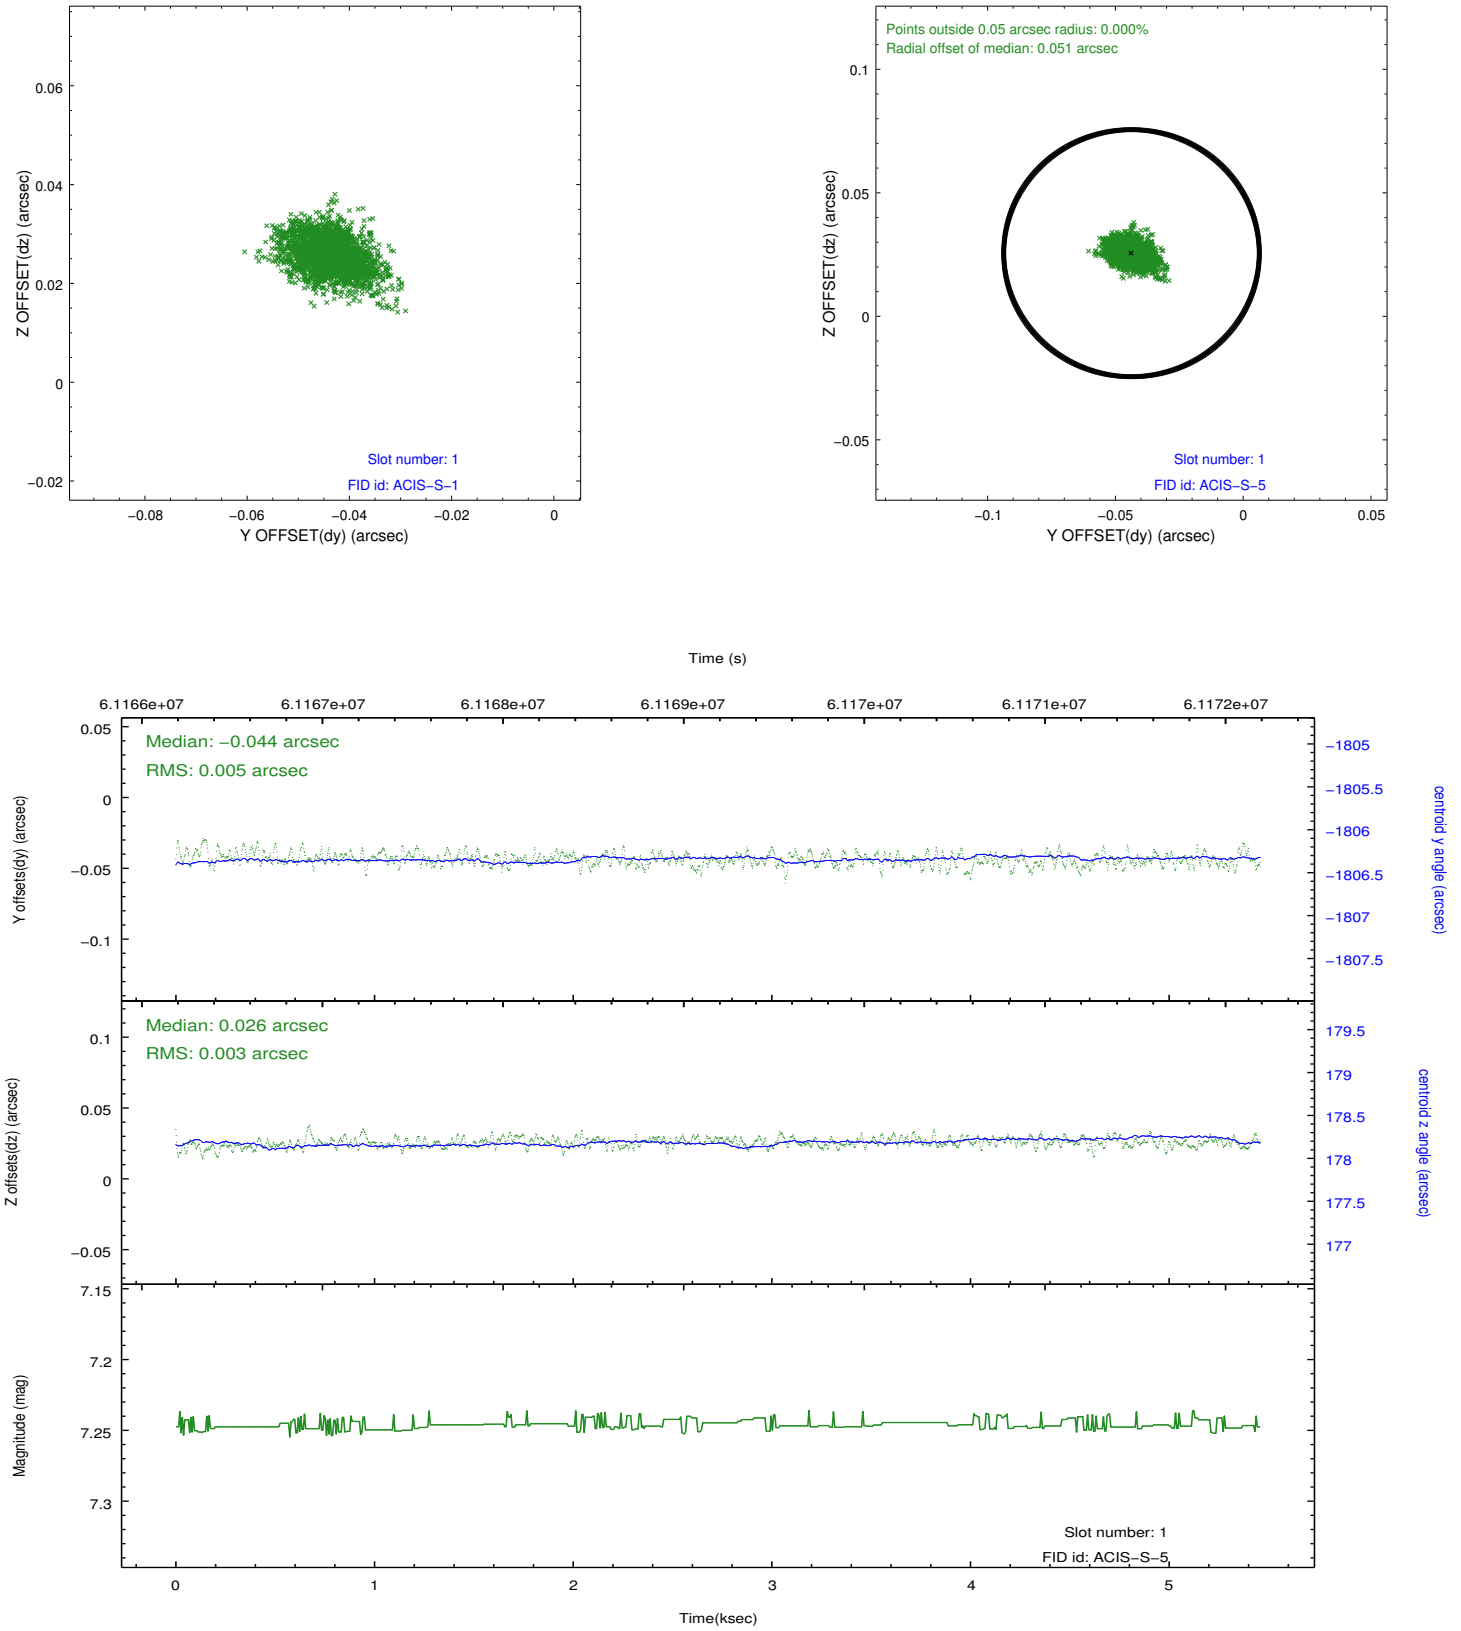 0.06
0.04
0.02
0
−0.02
Z OFFSET(dz) (arcsec)
Slot number: 1
FID id: ACIS−S−1
−0.08 −0.06 −0.04 −0.02 0
Y OFFSET(dy) (arcsec)
Points outside 0.05 arcsec radius: 0.000%
Radial offset of median: 0.051 arcsec
0.1
0.05
0
−0.05
Z OFFSET(dz) (arcsec)
Slot number: 1
FID id: ACIS−S−5
−0.1 −0.05 0 0.05
Y OFFSET(dy) (arcsec)
Time (s)
6.1166e+07 6.1167e+07 6.1168e+07 6.1169e+07 6.117e+07 6.1171e+07 6.1172e+07
Median: −0.044 arcsec
RMS: 0.005 arcsec
0.05
0
−0.05
−0.1
Y offsets(dy) (arcsec)
−1805
−1805.5
−1806
−1806.5
−1807
−1807.5
centroid y angle (arcsec)
Median: 0.026 arcsec
RMS: 0.003 arcsec
0.1
0.05
0
−0.05
Z offsets(dz) (arcsec)
179.5
179
178.5
178
177.5
177
centroid z angle (arcsec)
7.15
7.2
7.25
7.3
Magnitude (mag)
Slot number: 1
FID id: ACIS−S−5
0 1 2 3 4 5
Time(ksec)